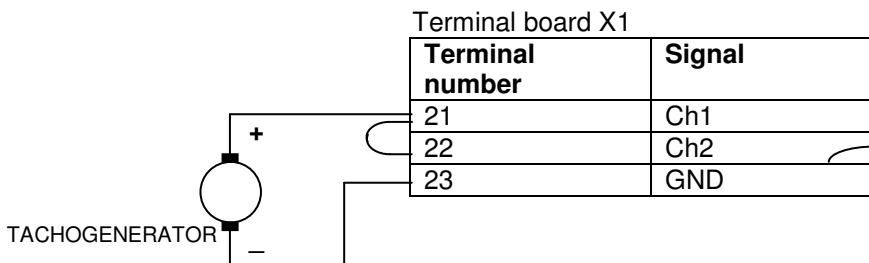 Terminal board X1
Terminal Signal
number
21 Ch1
+
22 Ch2
23 GND
TACHOGENERATOR
–